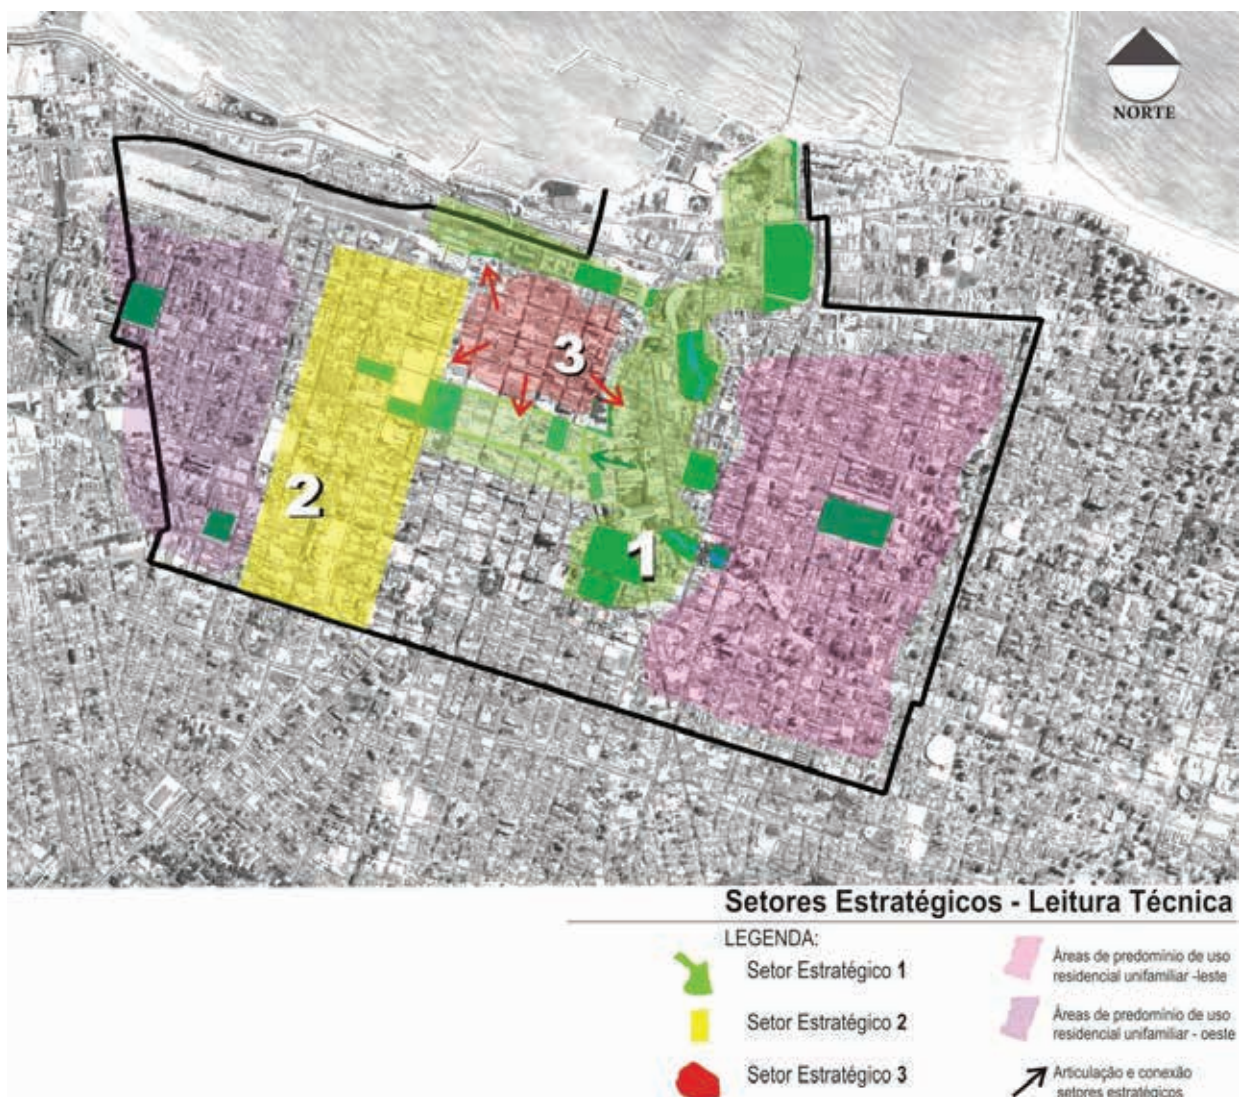 NORTE
3
2
1
Setores Estratégicos - Leitura Técnica
LEGENDA:
Setor Estratégico 1
Setor Estratégico 2
Setor Estratégico 3
Áreas de predomínio de uso
residencial unifamiliar -leste
Áreas de predomínio de uso
residencial unifamiliar - oeste
Articulação e conexão
setores estratégicos